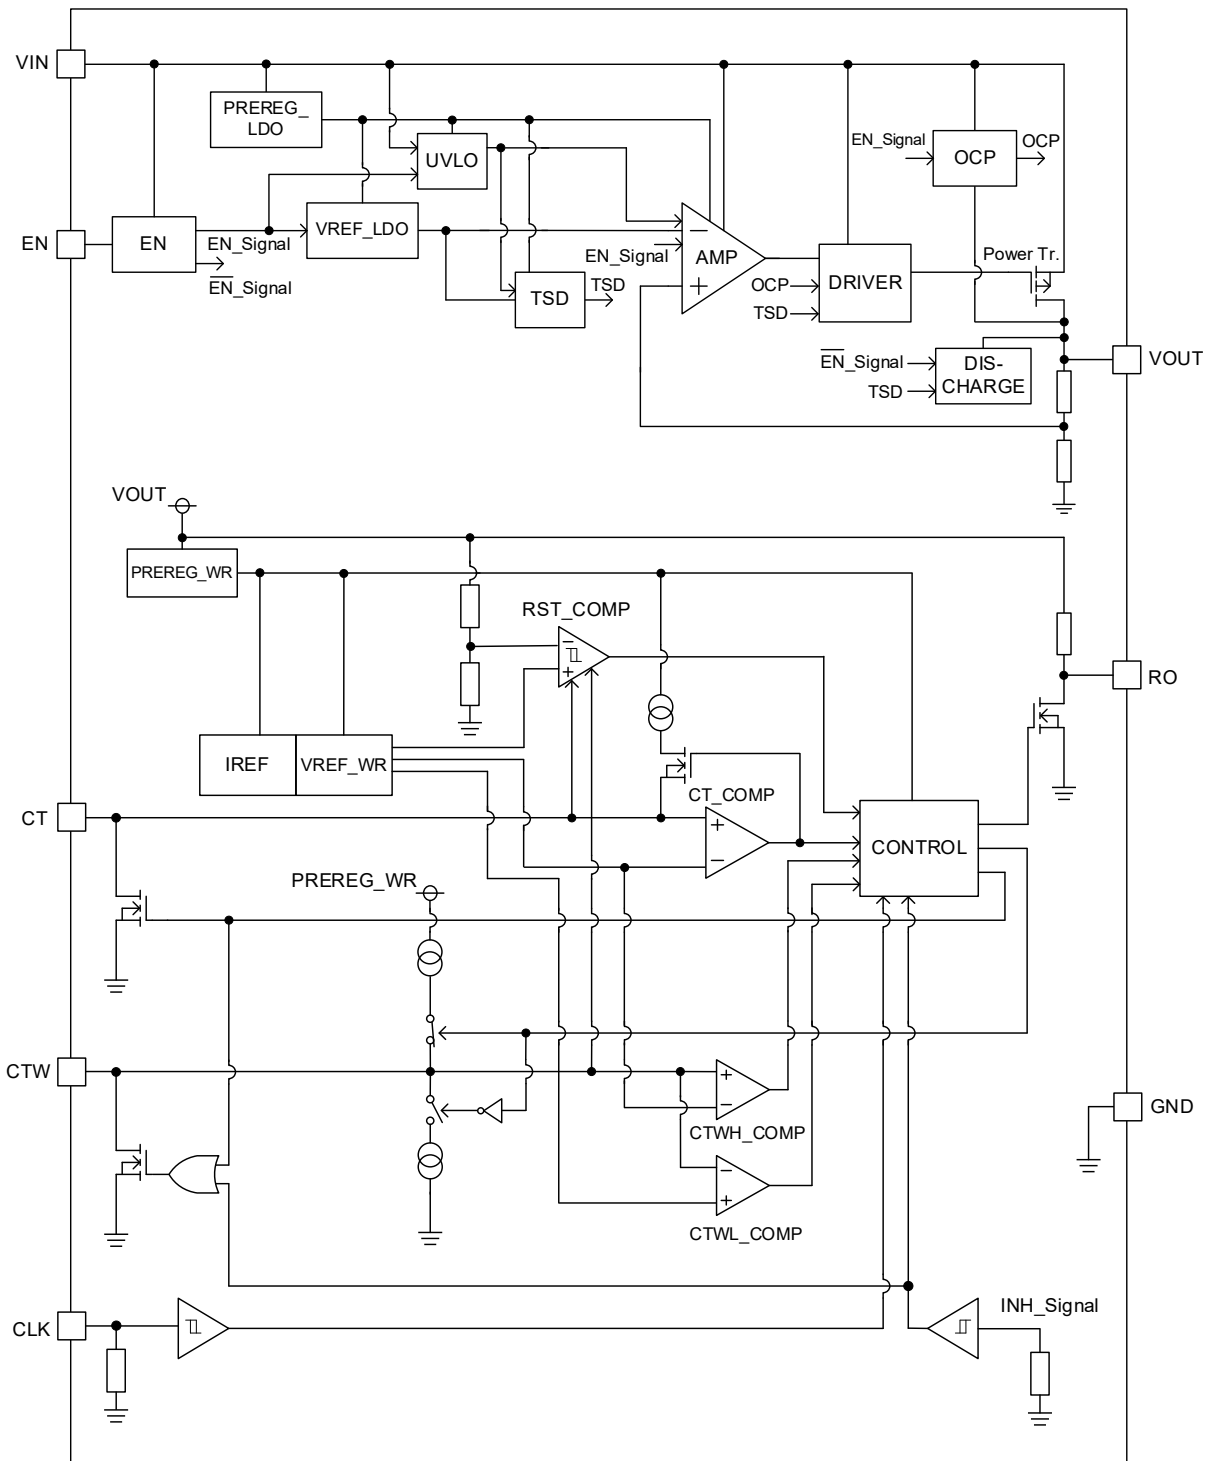 VIN
PREREG_
LDO
UVLO
EN_Signal
OCP
OCP
EN
EN
EN_Signal
EN_Signal
VREF_LDO
EN_Signal
−
AMP
+
Power Tr.
TSD
TSD
OCP
TSD
DRIVER
EN_Signal
TSD
DIS-
CHARGE
VOUT
VOUT
PREREG_WR
RST_COMP
−
+
RO
IREF
VREF_WR
CT
CT_COMP
+
−
CONTROL
PREREG_WR
CTW
+
−
CTWH_COMP
GND
−
+
CTWL_COMP
CLK
INH_Signal